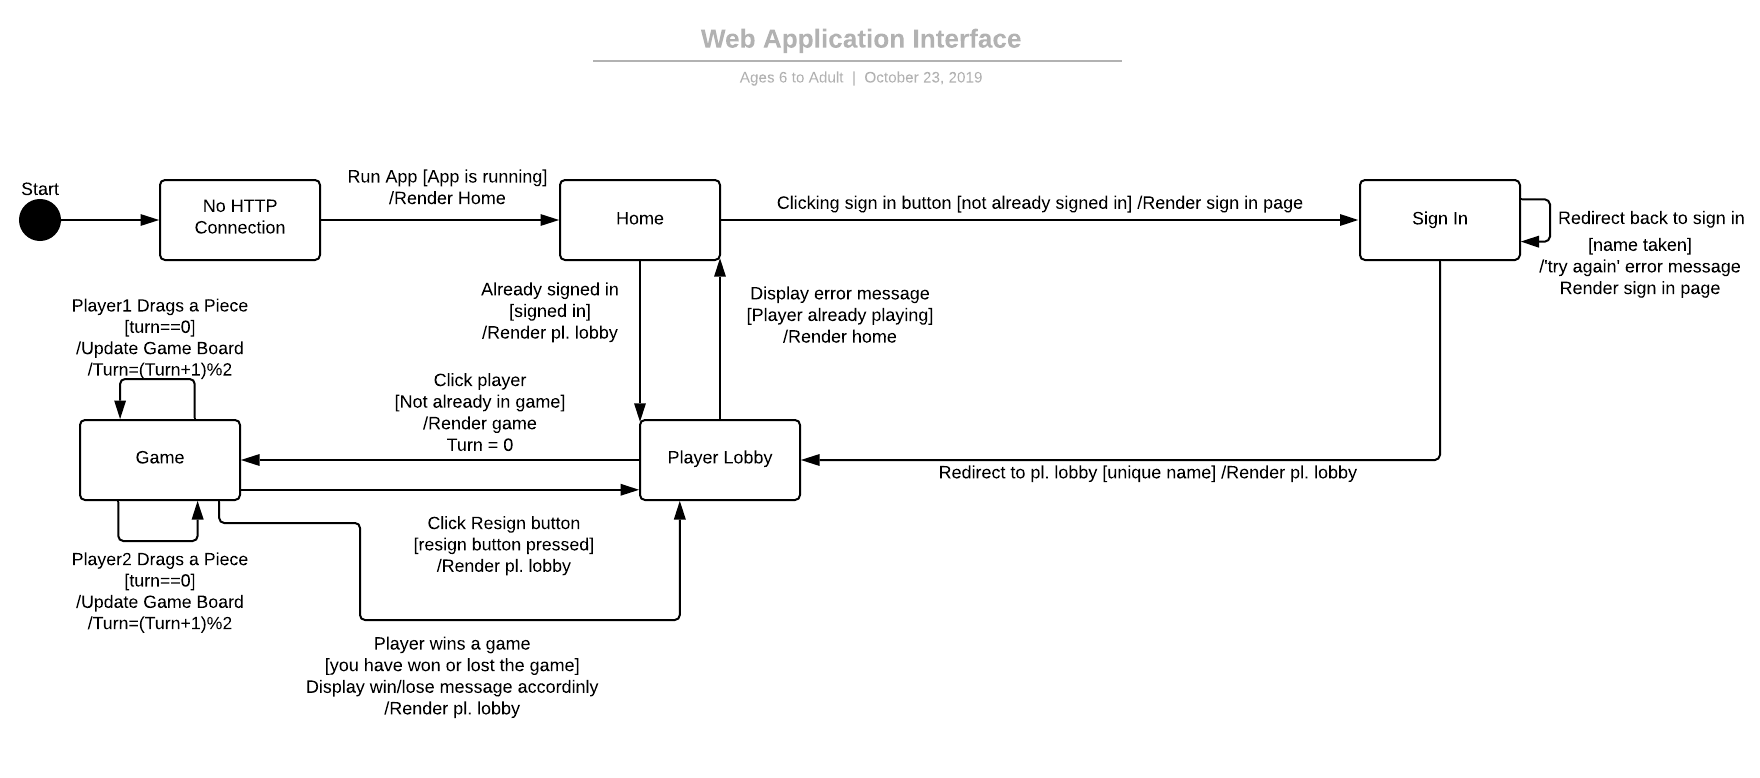 Web Application Interface
Ages 6 to Adult | October 23, 2019
Start
No HTTP
Connection
Run App [App is running]
/Render Home
Home
Clicking sign in button [not already signed in] /Render sign in page
Sign In
Redirect back to sign in
[name taken]
/'try again' error message
Render sign in page
Already signed in
[signed in]
/Render pl. lobby
Display error message
[Player already playing]
/Render home
Player1 Drags a Piece
[turn==0]
/Update Game Board
/Turn=(Turn+1)%2
Click player
[Not already in game]
/Render game
Turn = 0
Game
Player Lobby
Redirect to pl. lobby [unique name] /Render pl. lobby
Click Resign button
[resign button pressed]
/Render pl. lobby
Player2 Drags a Piece
[turn==0]
/Update Game Board
/Turn=(Turn+1)%2
Player wins a game
[you have won or lost the game]
Display win/lose message accordinly
/Render pl. lobby